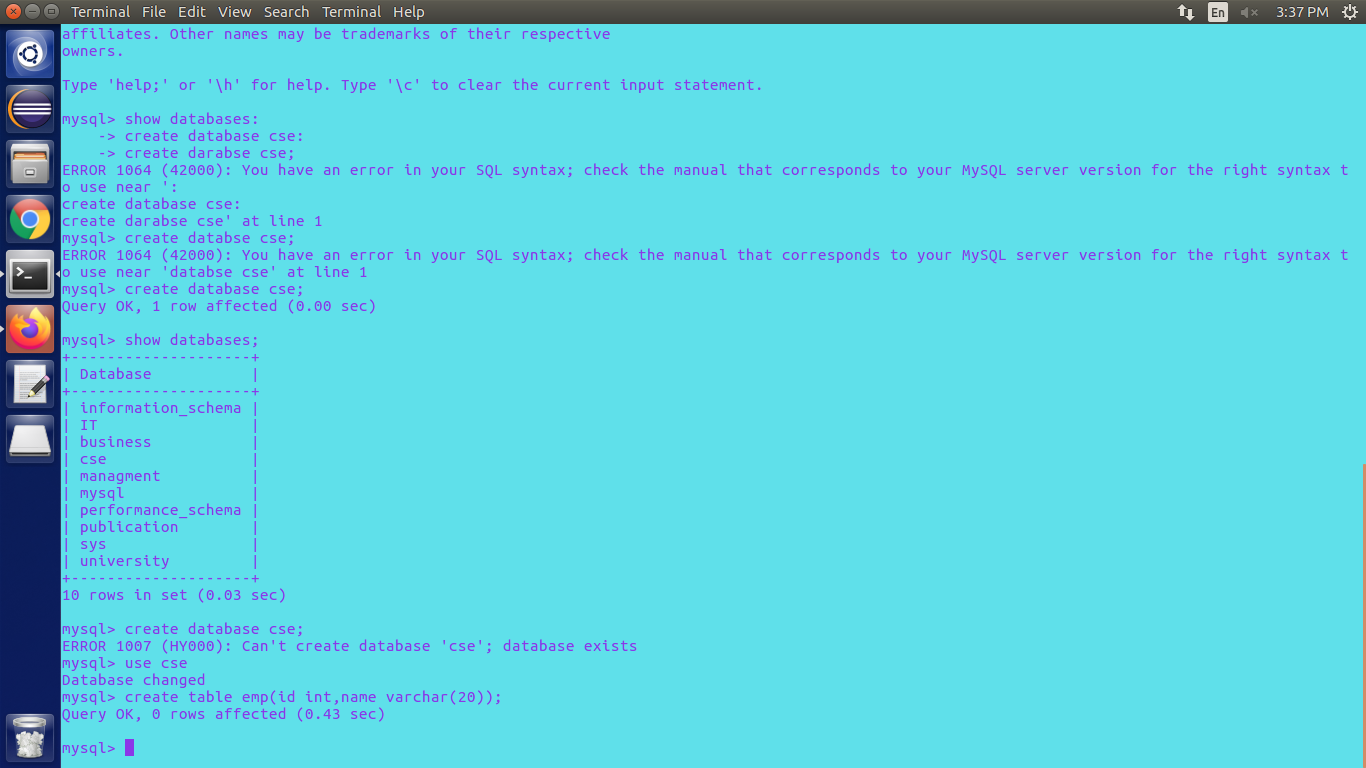 Terminal File Edit View Search Terminal Help En 3:37 PM
affiliates. Other names may be trademarks of their respective
owners.
Type 'help;' or '\h' for help. Type '\c' to clear the current input statement.
mysql> show databases:
    -> create database cse:
    -> create darabse cse;
ERROR 1064 (42000): You have an error in your SQL syntax; check the manual that corresponds to your MySQL server version for the right syntax t
o use near ':
create database cse:
create darabse cse' at line 1
mysql> create databse cse;
ERROR 1064 (42000): You have an error in your SQL syntax; check the manual that corresponds to your MySQL server version for the right syntax t
o use near 'databse cse' at line 1
mysql> create database cse;
Query OK, 1 row affected (0.00 sec)
mysql> show databases;
+--------------------+
| Database           |
+--------------------+
| information_schema |
| IT                 |
| business           |
| cse                |
| managment          |
| mysql              |
| performance_schema |
| publication        |
| sys                |
| university         |
+--------------------+
10 rows in set (0.03 sec)
mysql> create database cse;
ERROR 1007 (HY000): Can't create database 'cse'; database exists
mysql> use cse
Database changed
mysql> create table emp(id int,name varchar(20));
Query OK, 0 rows affected (0.43 sec)
mysql>